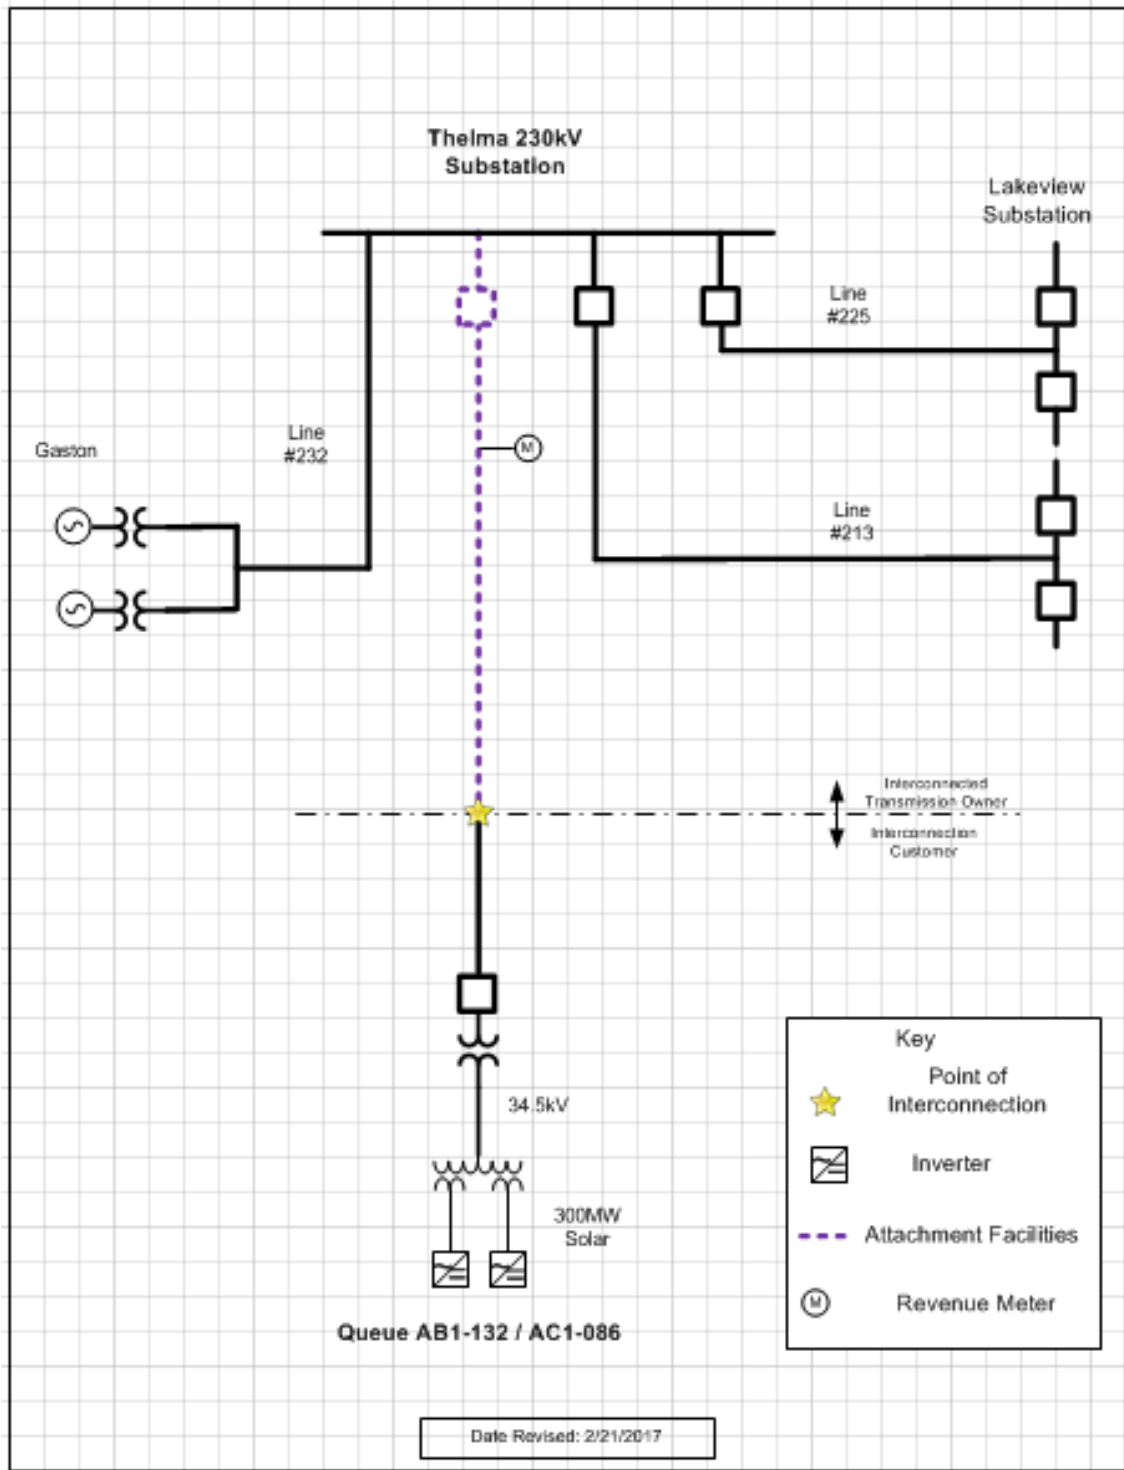 Thelma 230kV
Substation
Lakeview
Substation
Line
#225
Line
#232
Gaston
M
Line
#213
Interconnected
Transmission Owner
Interconnection
Customer
34.5kV
300MW
Solar
Queue AB1-132 / AC1-086
Key
Point of
Interconnection
Inverter
Attachment Facilities
M
Revenue Meter
Date Revised: 2/21/2017